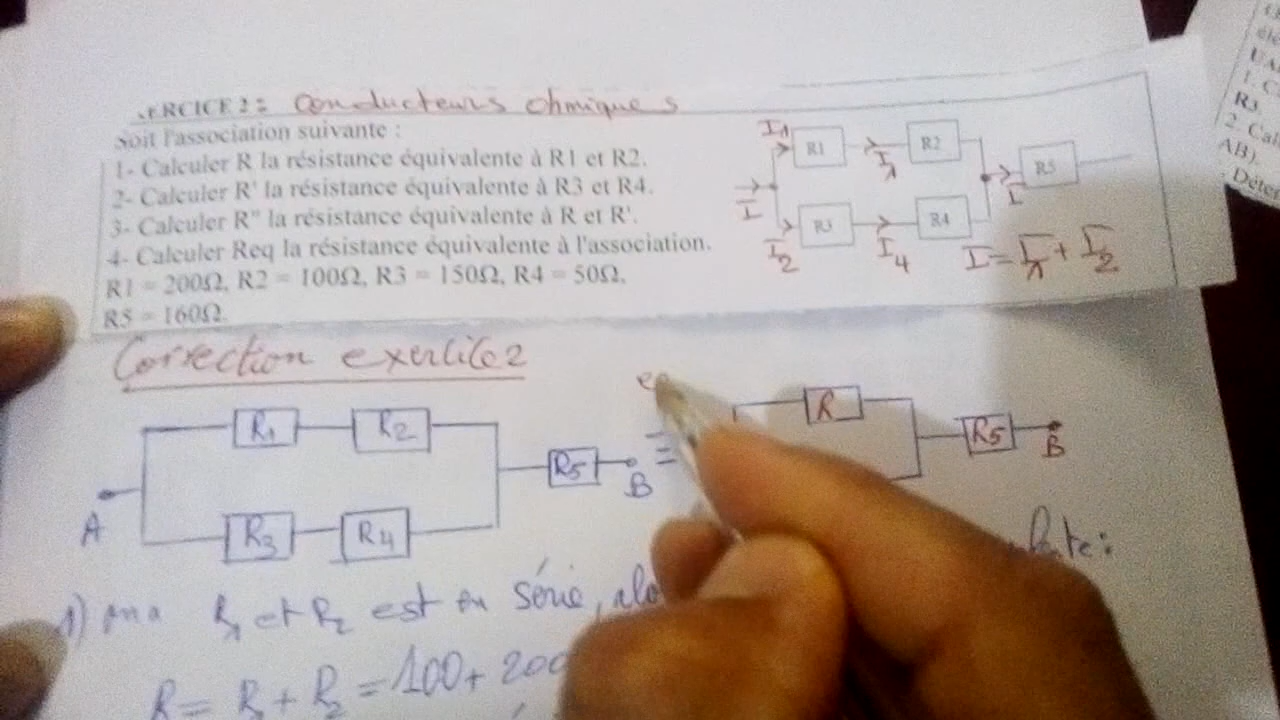 ERCICE 2 : conducteurs ohmiques
Soit l'association suivante :
1- Calculer R la résistance équivalente à R1 et R2.
2- Calculer R' la résistance équivalente à R3 et R4.
3- Calculer R" la résistance équivalente à R et R'.
4- Calculer Req la résistance équivalente à l'association.
R1 = 200Ω, R2 = 100Ω, R3 = 150Ω, R4 = 50Ω,
R5 = 160Ω.
I1 R1 I1 R2
I I R5
I2 R3 I4 R4
I = I1 + I2
R3.
AB).
Correction exercice 2
R1 R2
A R5 B
R3 R4
≡
R
R5 B
1) on a R1 et R2 est en série,
R = R1 + R2 = 100 + 200